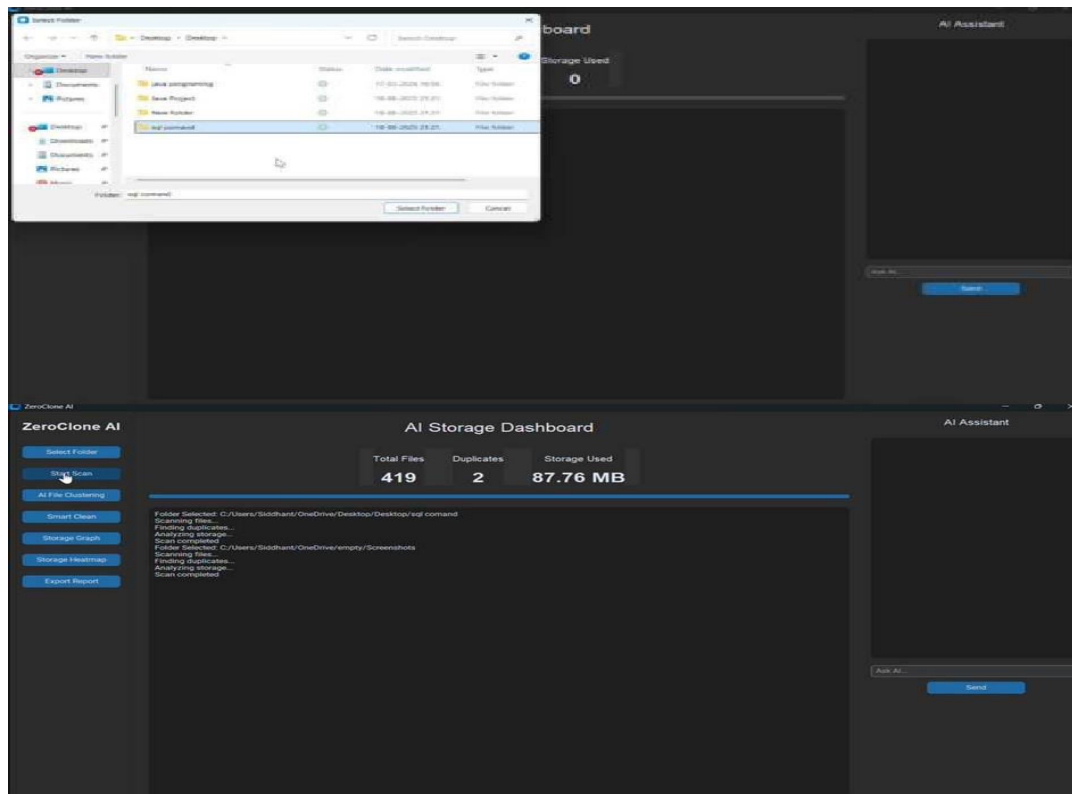 Select Folder
board
AI Assistant
Desktop › Desktop
Search Desktop
Organize New folder
Storage Used
0
Name Status Date modified Type
Desktop
Documents
Pictures
java programming File folder
Java Project File folder
New folder File folder
sql comand File folder
Desktop
Downloads
Documents
Pictures
Music
Folder: sql comand
Select Folder Cancel
Ask AI...
Send
ZeroClone AI
ZeroClone AI
AI Storage Dashboard
AI Assistant
Select Folder
Start Scan
AI File Clustering
Smart Clean
Storage Graph
Storage Heatmap
Export Report
Total Files Duplicates Storage Used
419 2 87.76 MB
Folder Selected: C:/Users/Siddhant/OneDrive/Desktop/Desktop/sql comand
Scanning files...
Finding duplicates...
Analyzing storage...
Scan completed
Folder Selected: C:/Users/Siddhant/OneDrive/empty/Screenshots
Scanning files...
Finding duplicates...
Analyzing storage...
Scan completed
Ask AI...
Send